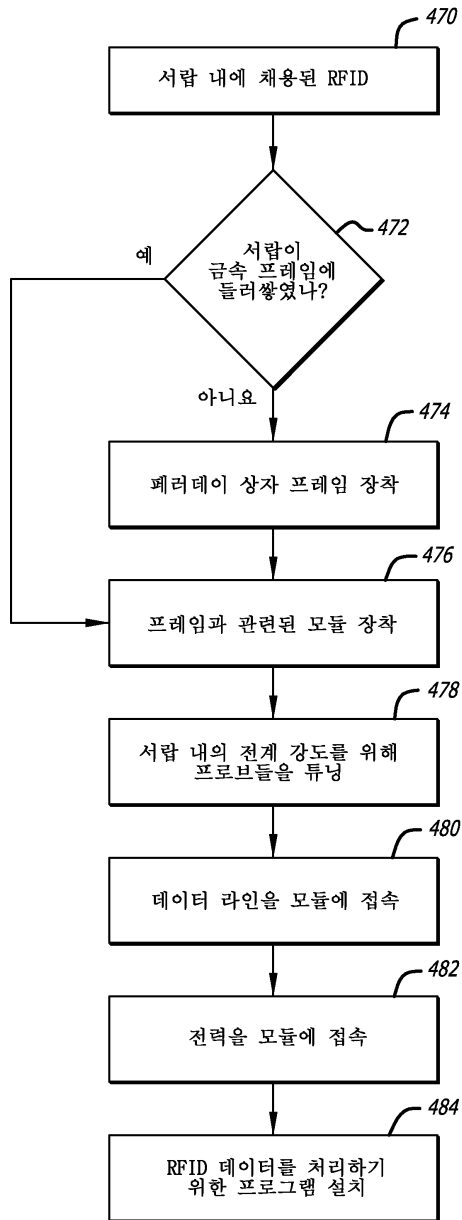 470
서랍 내에 채용된 RFID
472
서랍이
금속 프레임에
들러쌓였나?
예
아니요
474
페러데이 상자 프레임 장착
476
프레임과 관련된 모듈 장착
478
서랍 내의 전계 강도를 위해
프로브들을 튜닝
480
데이터 라인을 모듈에 접속
482
전력을 모듈에 접속
484
RFID 데이터를 처리하기
위한 프로그램 설치